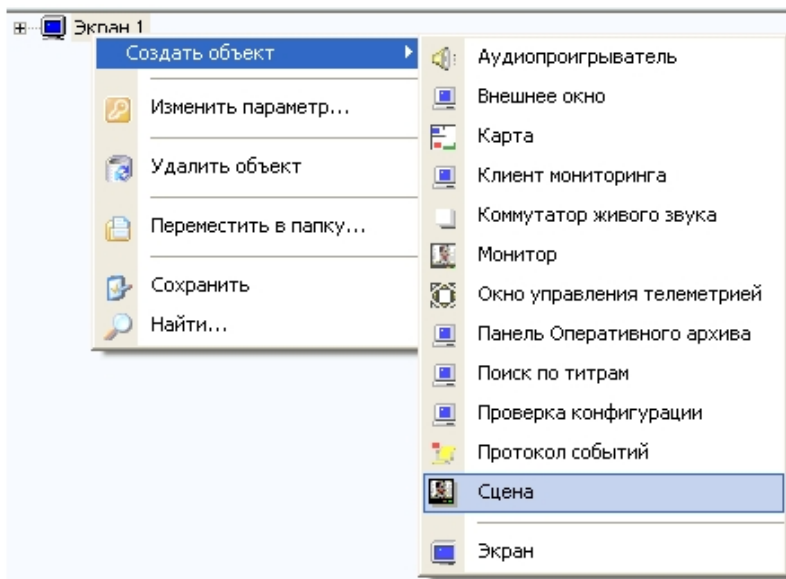 Экран 1
Создать объект
Изменить параметр...
Удалить объект
Переместить в папку...
Сохранить
Найти...
Аудиопроигрыватель
Внешнее окно
Карта
Клиент мониторинга
Коммутатор живого звука
Монитор
Окно управления телеметрией
Панель Оперативного архива
Поиск по титрам
Проверка конфигурации
Протокол событий
Сцена
Экран